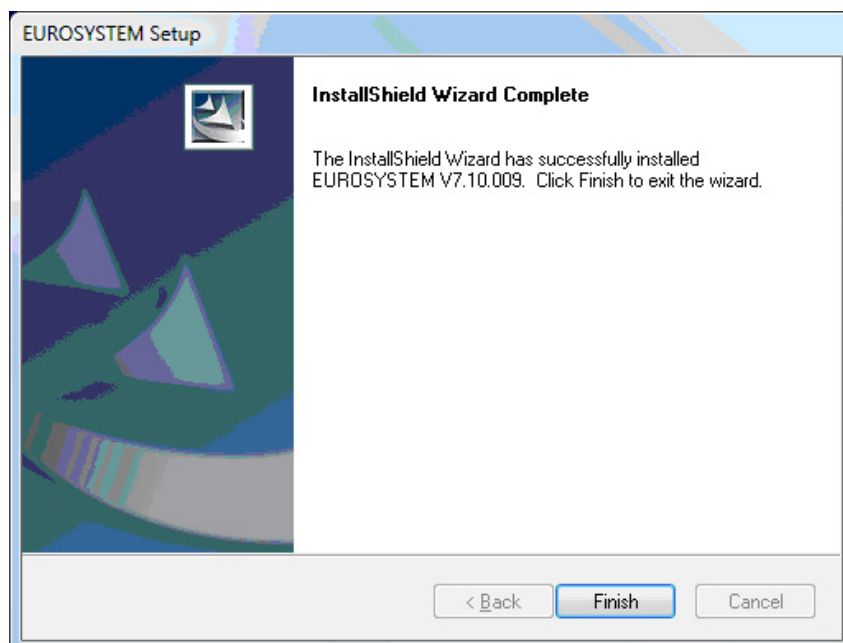 EUROSYSTEM Setup
InstallShield Wizard Complete
The InstallShield Wizard has successfully installed
EUROSYSTEM V7.10.009. Click Finish to exit the wizard.
< Back
Finish
Cancel